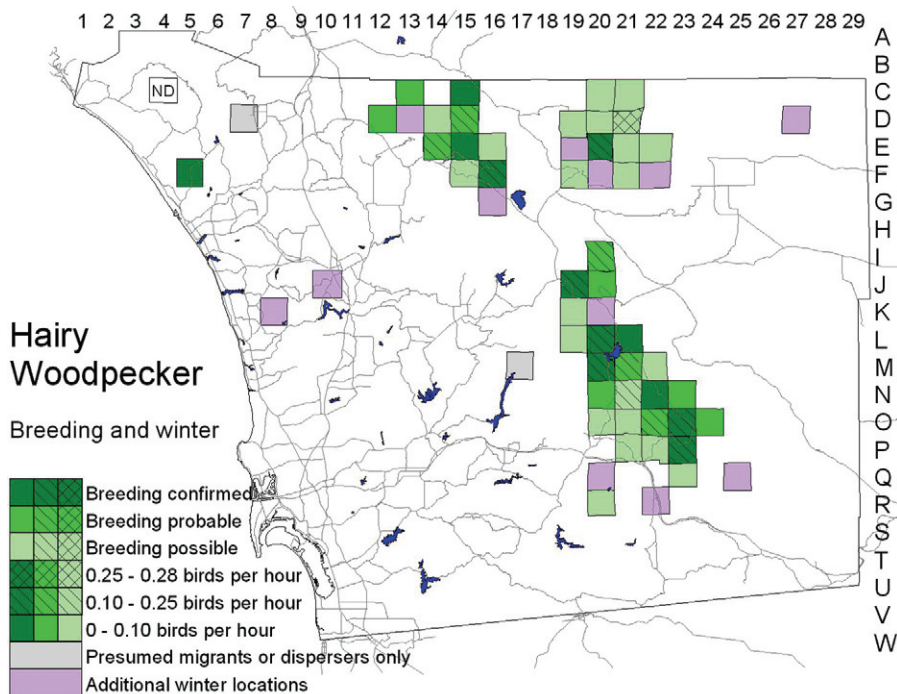 1 2 3 4 5 6 7 8 9 10 11 12 13 14 15 16 17 18 19 20 21 22 23 24 25 26 27 28 29
A
B
C
D
E
F
G
H
I
J
K
L
M
N
O
P
Q
R
S
T
U
V
W
ND
Hairy
Woodpecker
Breeding and winter
Breeding confirmed
Breeding probable
Breeding possible
0.25 - 0.28 birds per hour
0.10 - 0.25 birds per hour
0 - 0.10 birds per hour
Presumed migrants or dispersers only
Additional winter locations